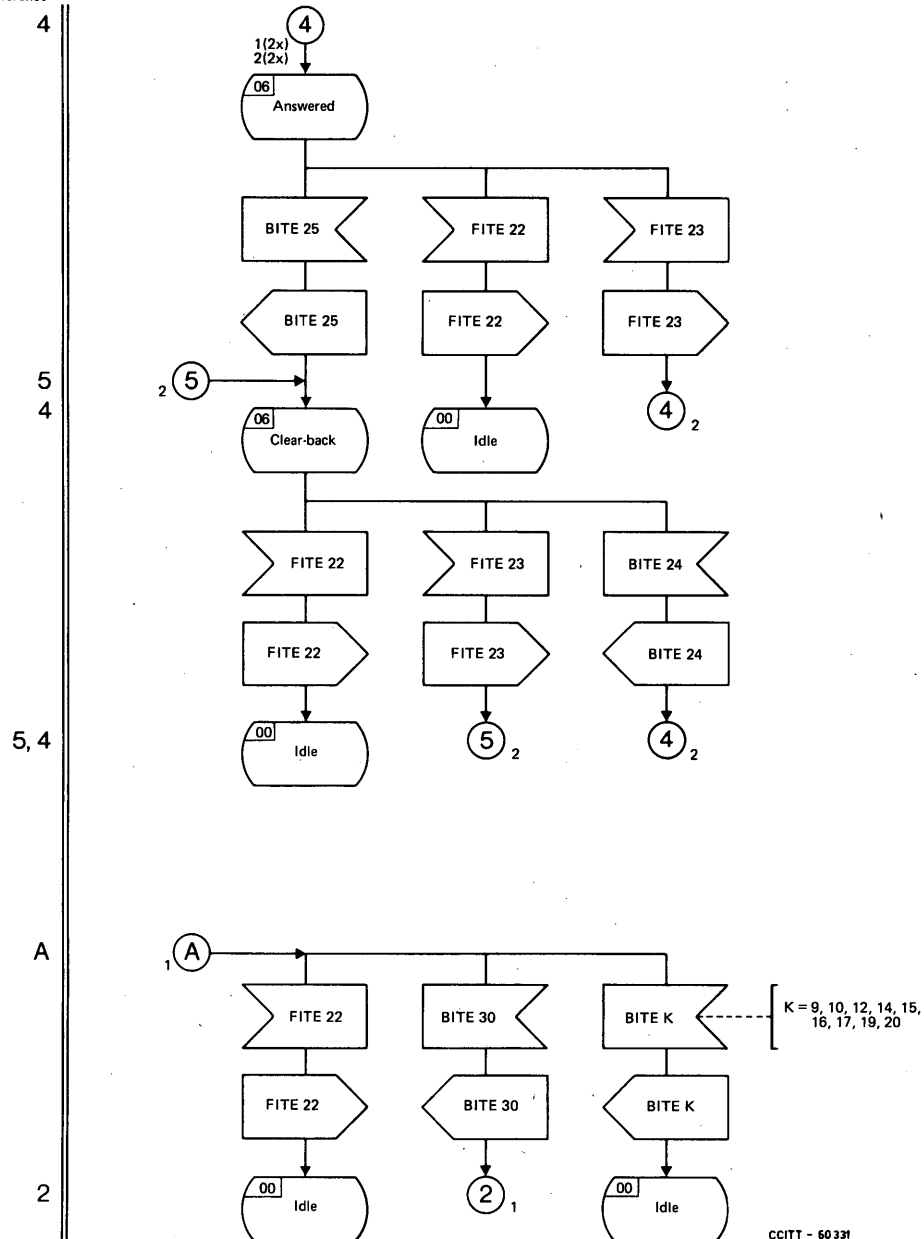 4
4
1(2x)
2(2x)
06
Answered
BITE 25
FITE 22
FITE 23
BITE 25
FITE 22
FITE 23
5
2 5
4
06
Clear-back
00
Idle
4 2
FITE 22
FITE 23
BITE 24
FITE 22
FITE 23
BITE 24
5, 4
00
Idle
5 2
4 2
A
1 A
FITE 22
BITE 30
BITE K
K = 9, 10, 12, 14, 15,
16, 17, 19, 20
FITE 22
BITE 30
BITE K
2
00
Idle
2 1
00
Idle
CCITT - 60331